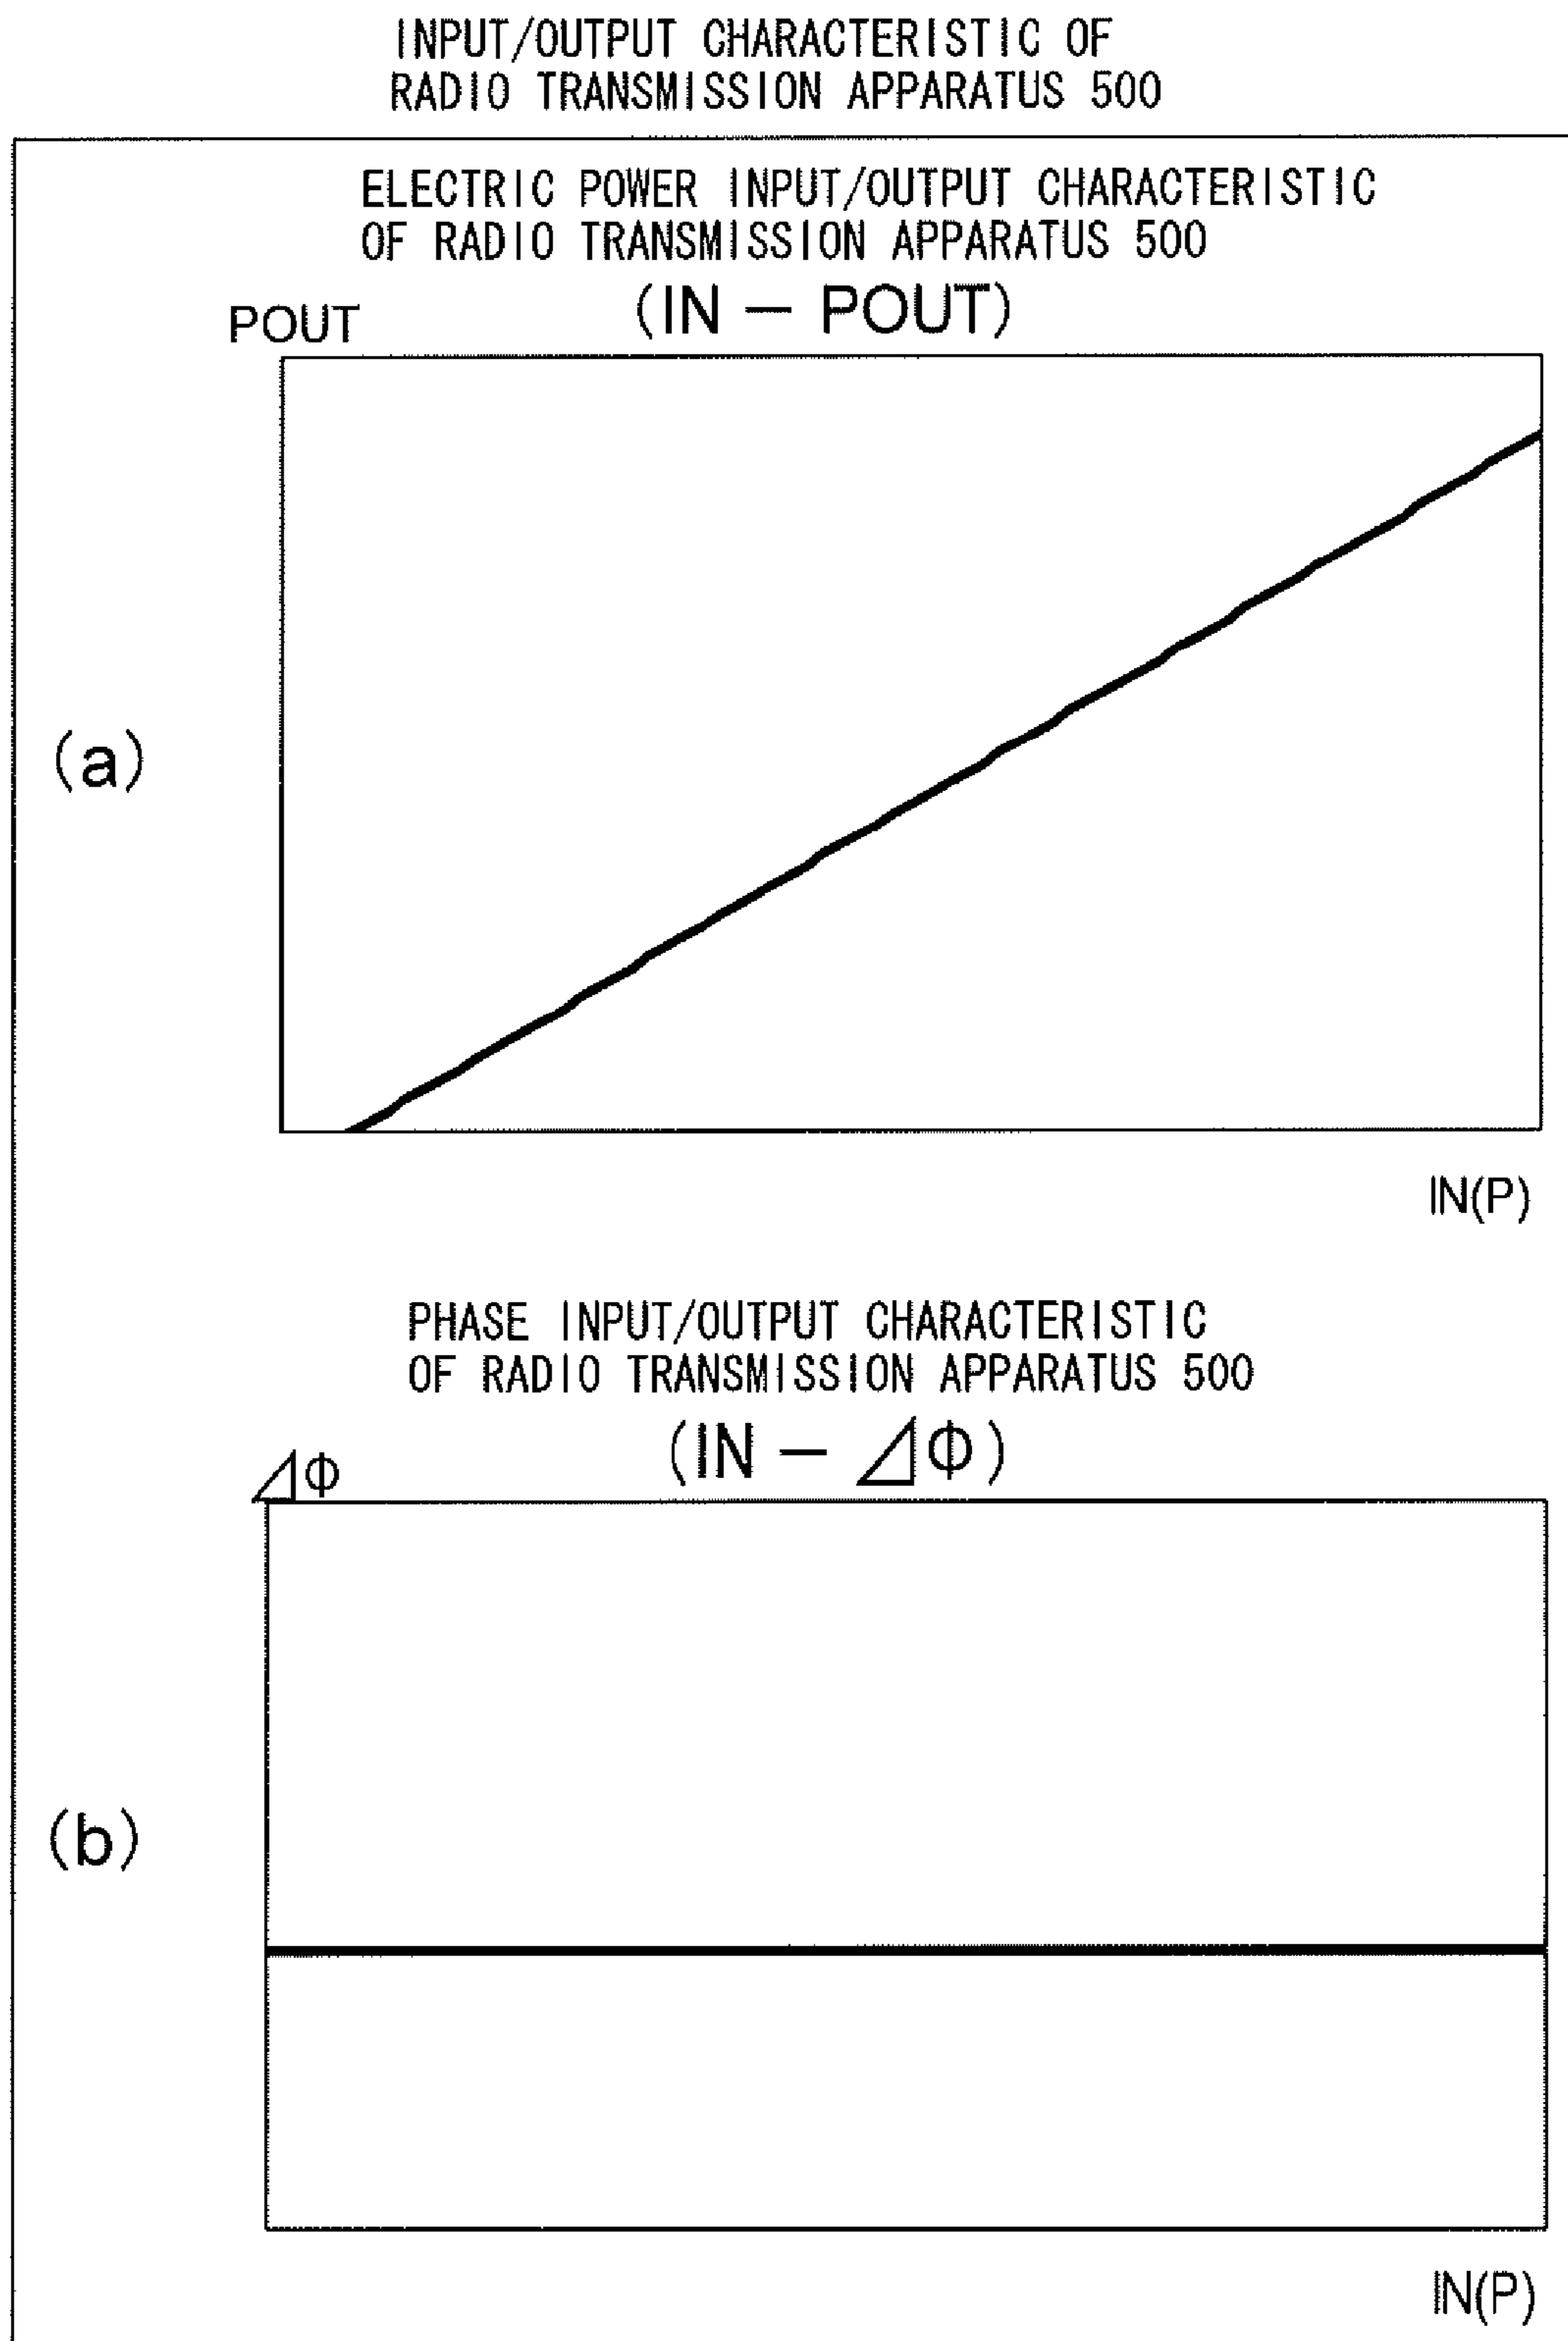 INPUT/OUTPUT CHARACTERISTIC OF
RADIO TRANSMISSION APPARATUS 500
ELECTRIC POWER INPUT/OUTPUT CHARACTERISTIC
OF RADIO TRANSMISSION APPARATUS 500
(IN − POUT)
POUT
(a)
IN(P)
PHASE INPUT/OUTPUT CHARACTERISTIC
OF RADIO TRANSMISSION APPARATUS 500
(IN − ⊿Φ)
⊿Φ
(b)
IN(P)